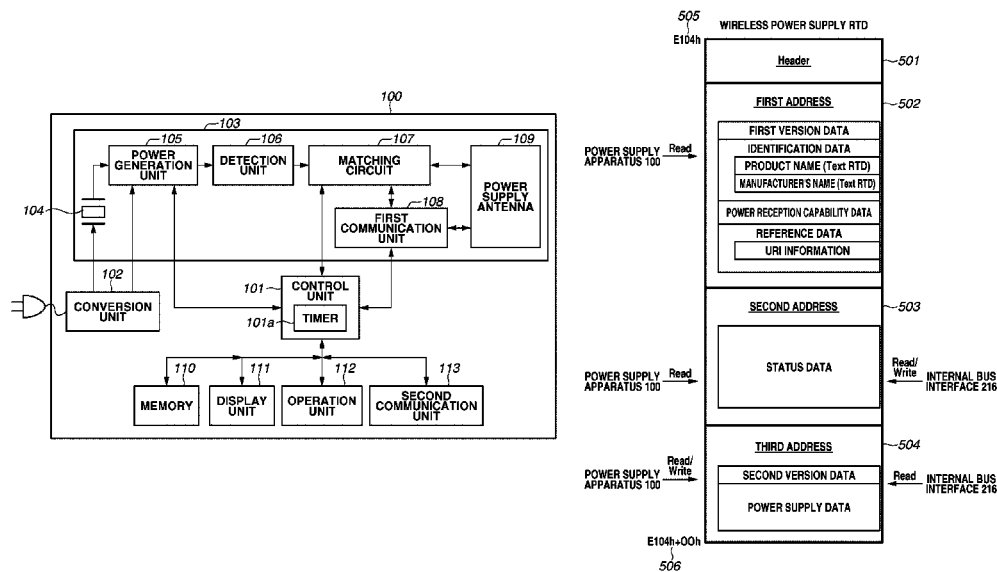 100
103
105
POWER
GENERATION
UNIT
106
DETECTION
UNIT
107
MATCHING
CIRCUIT
109
POWER
SUPPLY
ANTENNA
104
108
FIRST
COMMUNICATION
UNIT
102
CONVERSION
UNIT
101
CONTROL
UNIT
101a
TIMER
110
MEMORY
111
DISPLAY
UNIT
112
OPERATION
UNIT
113
SECOND
COMMUNICATION
UNIT
505
WIRELESS POWER SUPPLY RTD
E104h
Header
501
FIRST ADDRESS
502
FIRST VERSION DATA
IDENTIFICATION DATA
PRODUCT NAME (Text RTD)
MANUFACTURER'S NAME (Text RTD)
POWER RECEPTION CAPABILITY DATA
REFERENCE DATA
URI INFORMATION
POWER SUPPLY
APPARATUS 100
Read
SECOND ADDRESS
503
STATUS DATA
POWER SUPPLY
APPARATUS 100
Read
Read/
Write
INTERNAL BUS
INTERFACE 216
THIRD ADDRESS
504
SECOND VERSION DATA
POWER SUPPLY DATA
POWER SUPPLY
APPARATUS 100
Read/
Write
Read
INTERNAL BUS
INTERFACE 216
E104h+OOh
506